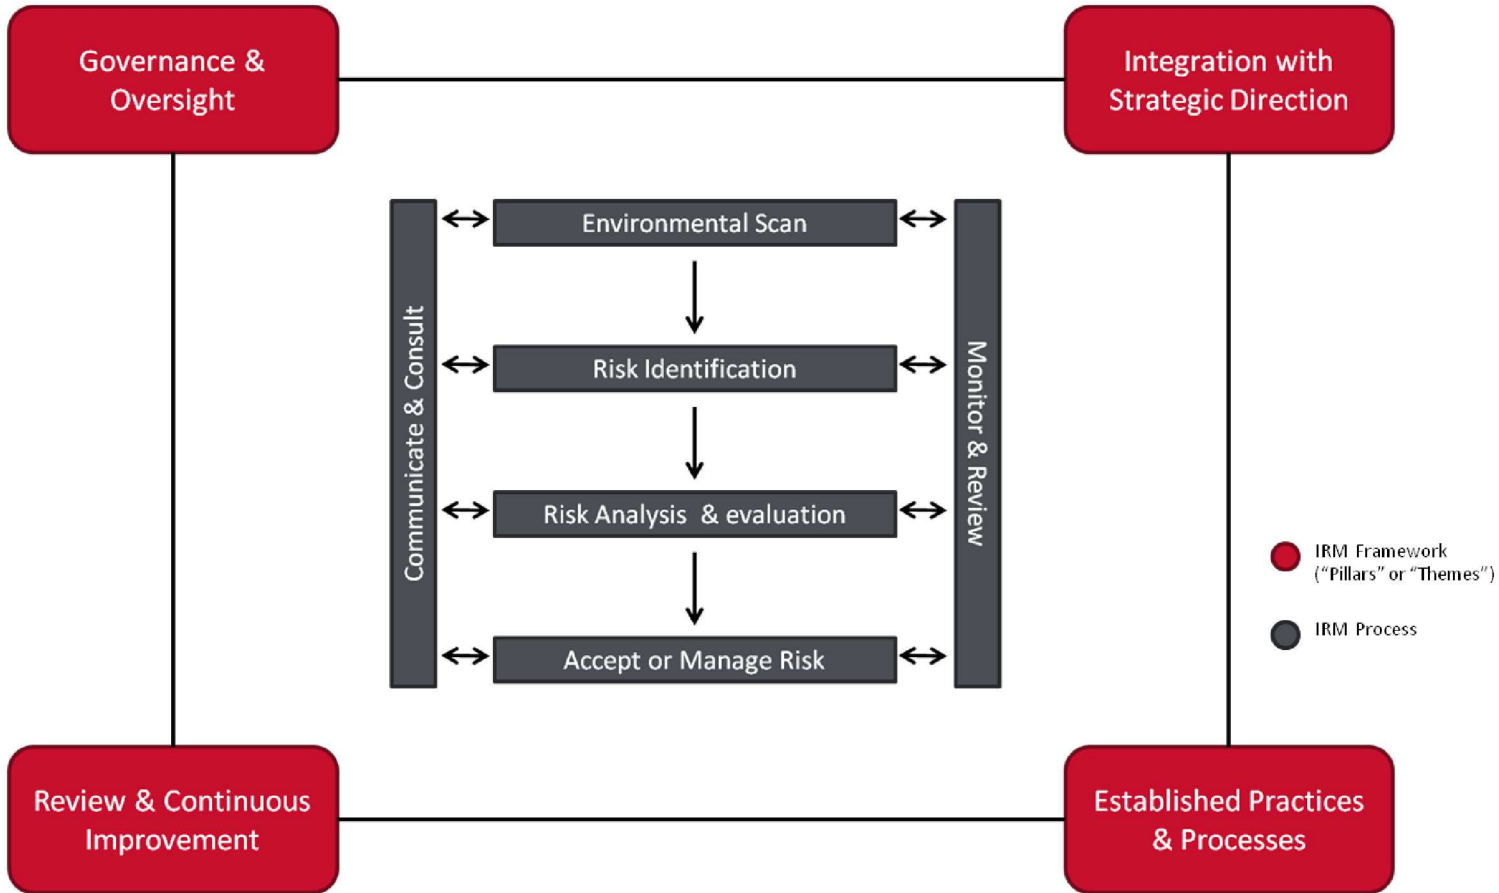 Governance &
Oversight
Integration with
Strategic Direction
Environmental Scan
Communicate & Consult
Risk Identification
Monitor & Review
Risk Analysis & evaluation
Accept or Manage Risk
IRM Framework
(“Pillars” or “Themes”)
IRM Process
Review & Continuous
Improvement
Established Practices
& Processes